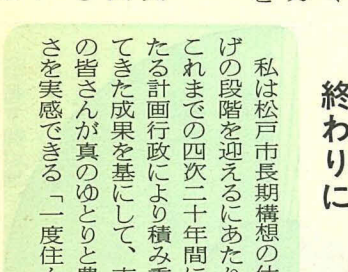 終わりに
私は松戸市長期構想の
げの段階を迎えるにあたり
これまでの四次二十年間に
たる計画行政により積み重
てきた成果を基にして、市
の皆さんが真のゆとりと豊
さを実感できる「一度住